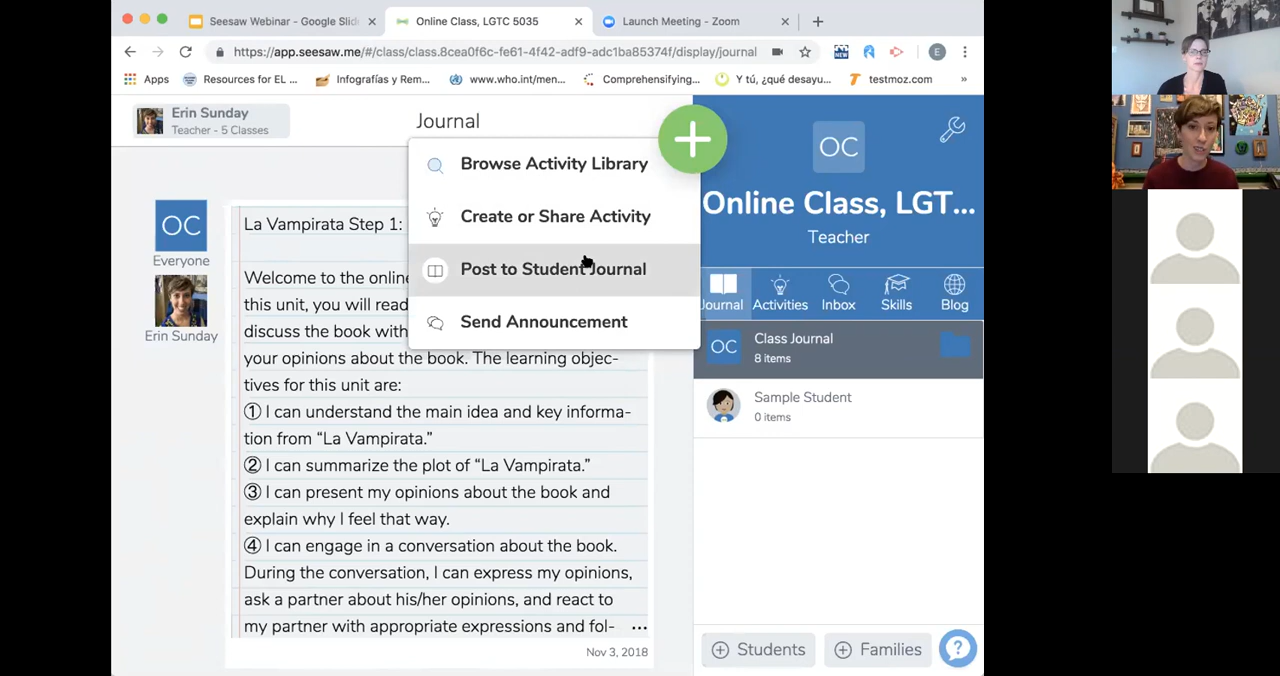 Seesaw Webinar - Google Slid
Online Class, LGTC 5035
Launch Meeting - Zoom
https://app.seesaw.me/#/class/class.8cea0f6c-fe61-4f42-adf9-adc1ba85374f/display/journal
NEW
E
Apps
Resources for EL ...
Infografías y Rem...
www.who.int/men...
Comprehensifying...
Y tú, ¿qué desayu...
testmoz.com
»
Erin Sunday
Teacher - 5 Classes
Journal
Browse Activity Library
Create or Share Activity
Post to Student Journal
Send Announcement
OC
Everyone
Erin Sunday
La Vampirata Step 1:
Welcome to the online
this unit, you will read
discuss the book with
your opinions about the book. The learning objec-
tives for this unit are:
① I can understand the main idea and key informa-
tion from “La Vampirata.”
② I can summarize the plot of “La Vampirata.”
③ I can present my opinions about the book and
explain why I feel that way.
④ I can engage in a conversation about the book.
During the conversation, I can express my opinions,
ask a partner about his/her opinions, and react to
my partner with appropriate expressions and fol-
...
Nov 3, 2018
OC
Online Class, LGT...
Teacher
Journal
Activities
Inbox
Skills
Blog
OC
Class Journal
8 items
Sample Student
0 items
Students
Families
?